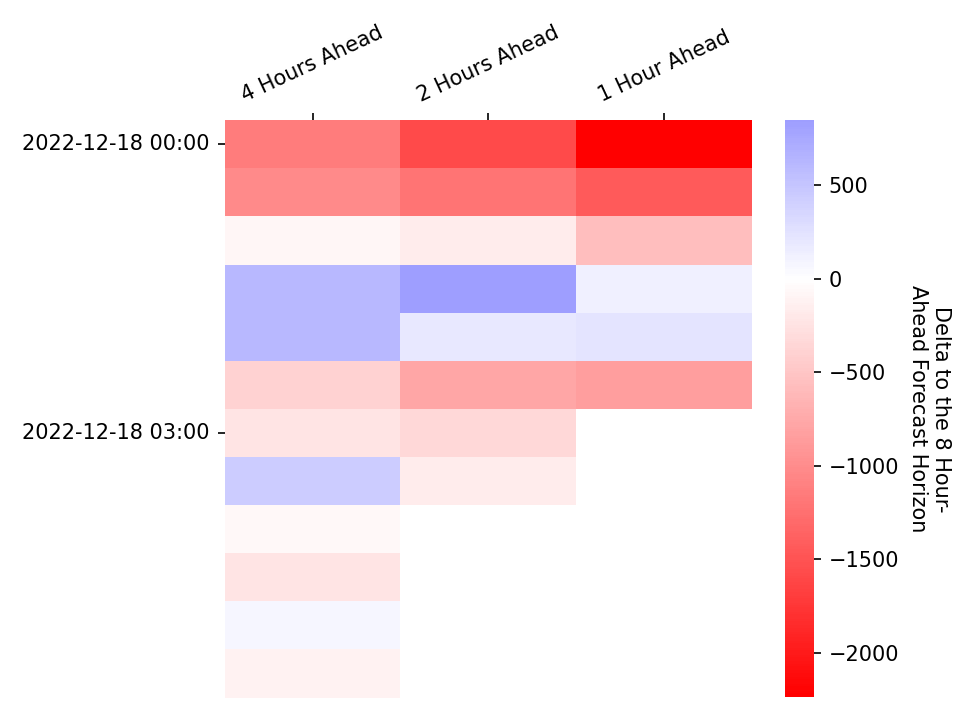 4 Hours Ahead
2 Hours Ahead
1 Hour Ahead
2022-12-18 00:00
2022-12-18 03:00
500
0
−500
−1000
−1500
−2000
Delta to the 8 Hour-
Ahead Forecast Horizon